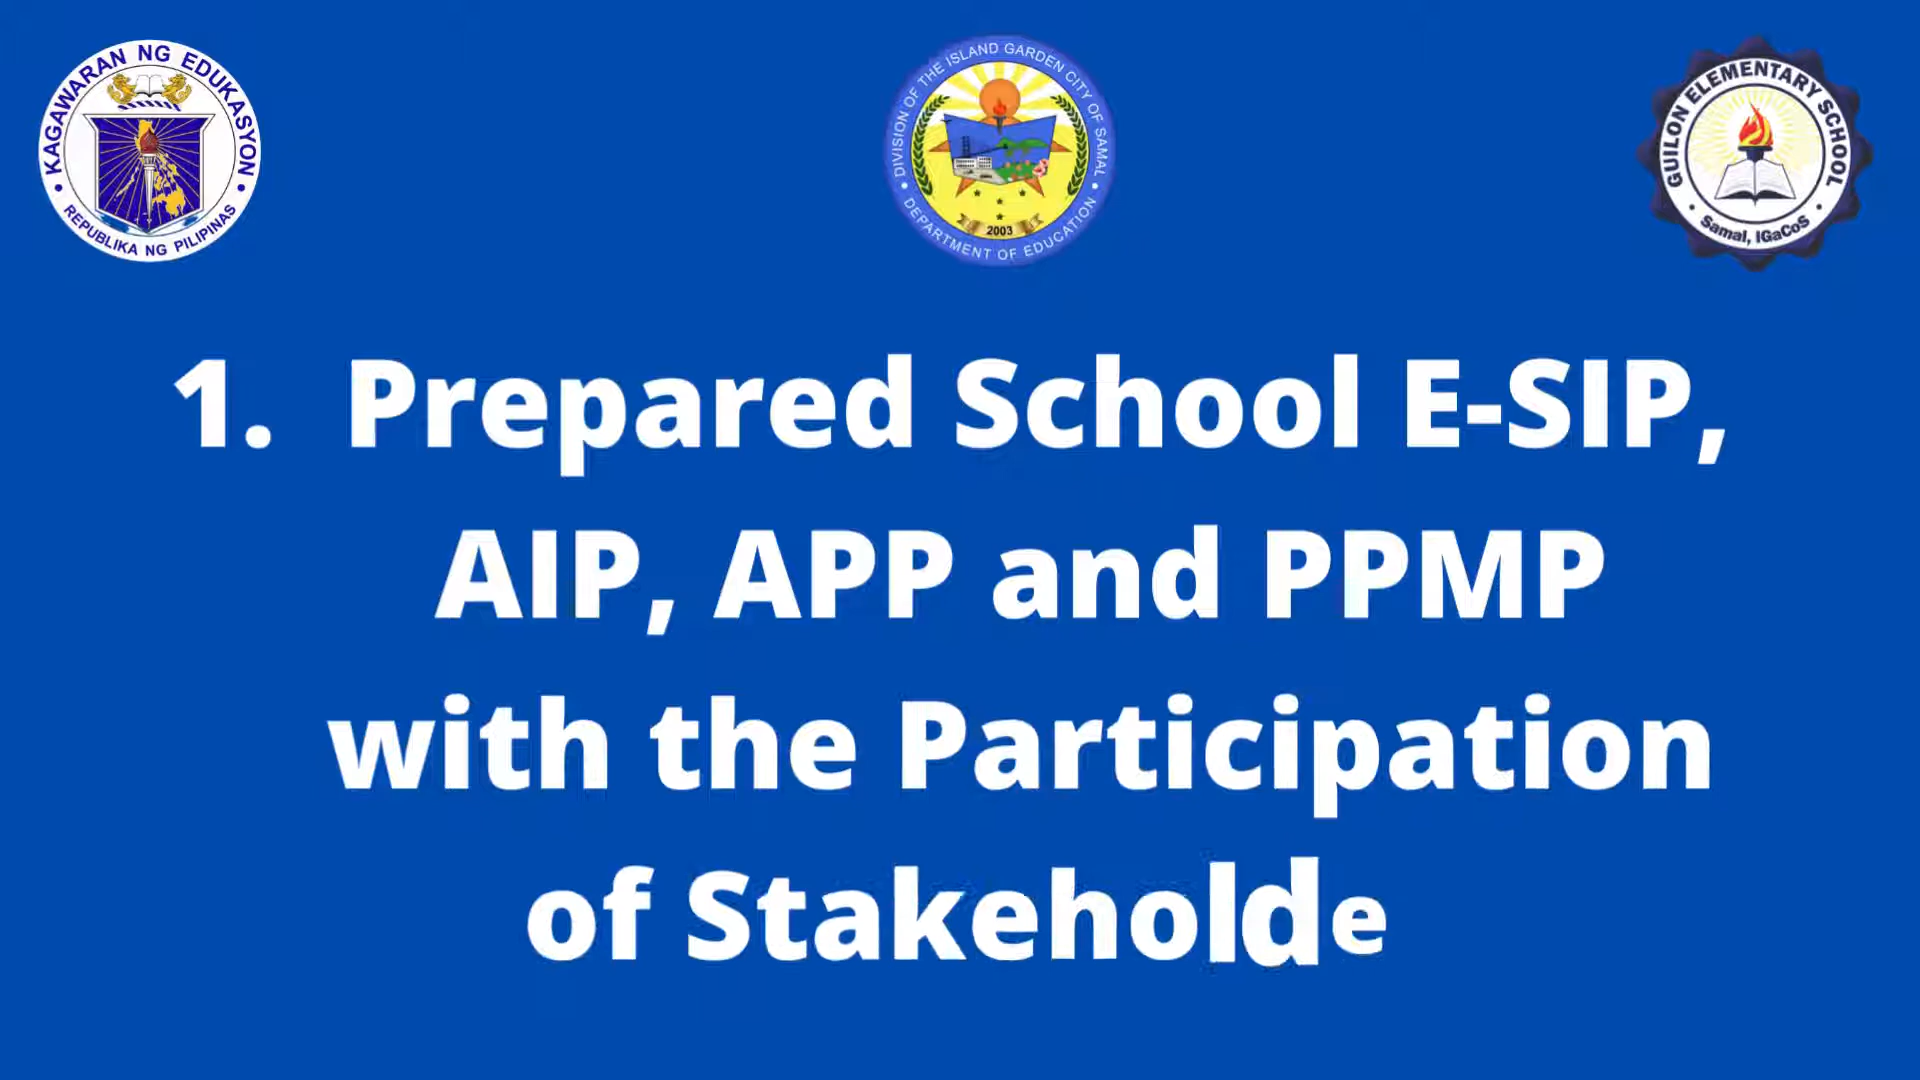 KAGAWARAN NG EDUKASYON
REPUBLIKA NG PILIPINAS
DIVISION OF THE ISLAND GARDEN CITY OF SAMAL
2003
DEPARTMENT OF EDUCATION
GUILON ELEMENTARY SCHOOL
Samal, IGaCoS
1. Prepared School E-SIP,
AIP, APP and PPMP
with the Participation
of Stakeholde